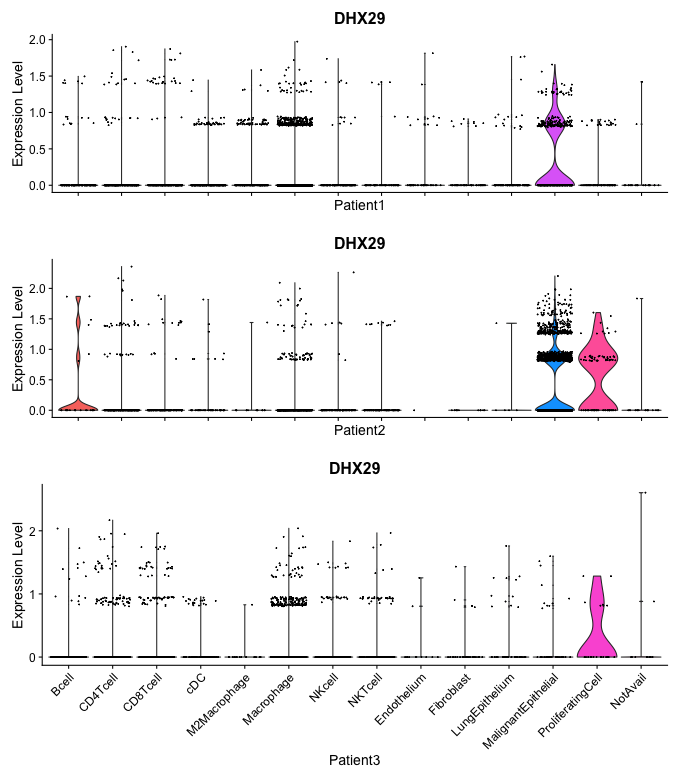 DHX29
Expression Level
2.0
1.5
1.0
0.5
0.0
Patient1
DHX29
Expression Level
2.0
1.5
1.0
0.5
0.0
Patient2
DHX29
Expression Level
2
1
0
Bcell
CD4Tcell
CD8Tcell
cDC
M2Macrophage
Macrophage
NKcell
NKTcell
Endothelium
Fibroblast
LungEpithelium
MalignantEpithelial
ProliferatingCell
NotAvail
Patient3